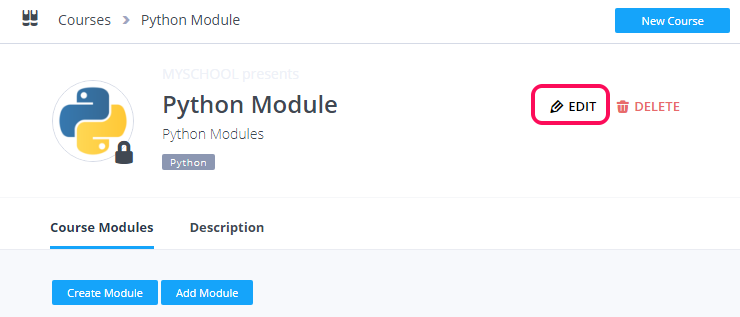 Courses > Python Module
New Course
MYSCHOOL presents
Python Module
EDIT
DELETE
Python Modules
Python
Course Modules
Description
Create Module
Add Module